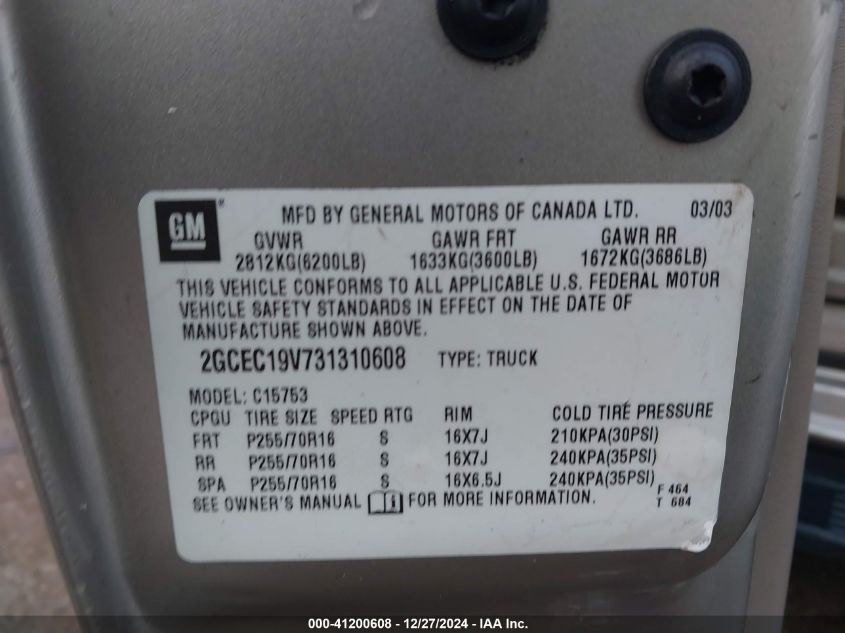 GM ® MFD BY GENERAL MOTORS OF CANADA LTD. 03/03
GVWR GAWR FRT GAWR RR
2812KG(6200LB) 1633KG(3600LB) 1672KG(3686LB)
THIS VEHICLE CONFORMS TO ALL APPLICABLE U.S. FEDERAL MOTOR
VEHICLE SAFETY STANDARDS IN EFFECT ON THE DATE OF
MANUFACTURE SHOWN ABOVE.
2GCEC19V731310608 TYPE: TRUCK
MODEL: C15753
CPGU TIRE SIZE SPEED RTG RIM COLD TIRE PRESSURE
FRT P255/70R16 S 16X7J 210KPA(30PSI)
RR P255/70R16 S 16X7J 240KPA(35PSI)
SPA P255/70R16 S 16X6.5J 240KPA(35PSI)
SEE OWNER'S MANUAL i FOR MORE INFORMATION.
F 464
T 684
000-41200608 - 12/27/2024 - IAA Inc.